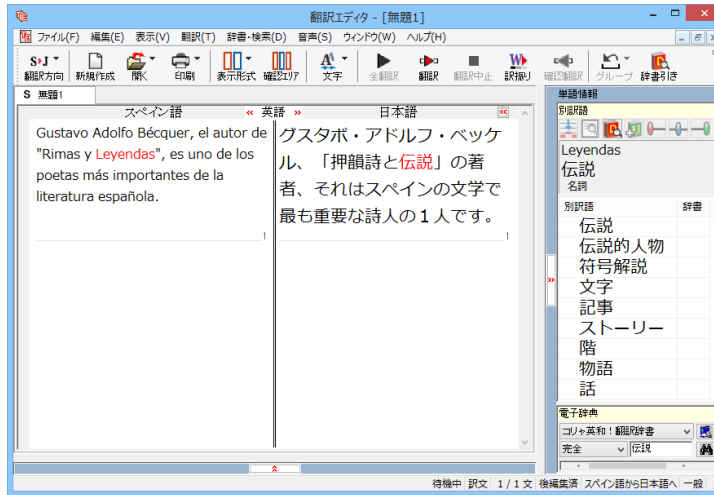 翻訳エディタ - [無題1]
ファイル(F) 編集(E) 表示(V) 翻訳(T) 辞書・検索(D) 音声(S) ウィンドウ(W) ヘルプ(H)
S›J
翻訳方向 新規作成 開く 印刷 表示形式 確認エリア 文字 全翻訳 翻訳 翻訳中止 訳振り 確認翻訳 グループ 辞書引き
S 無題1
スペイン語 « 英語 » 日本語 «
Gustavo Adolfo Bécquer, el autor de
"Rimas y Leyendas", es uno de los
poetas más importantes de la
literatura española.
1
グスタボ・アドルフ・ベッケ
ル、「押韻詩と伝説」の著
者、それはスペインの文学で
最も重要な詩人の１人です。
1
単語情報
別訳語
Leyendas
伝説
名詞
別訳語 辞書
伝説
伝説的人物
符号解説
文字
記事
ストーリー
階
物語
話
電子辞典
コリャ英和！翻訳辞書
完全 伝説
待機中 訳文 1 / 1 文 後編集済 スペイン語から日本語へ 一般